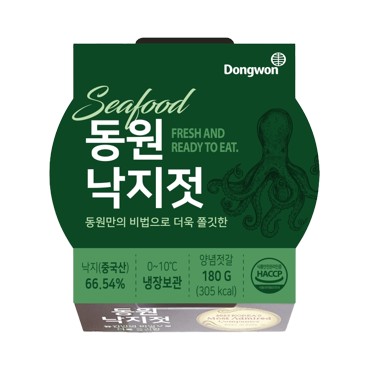 Dongwon
Seafood
동원
FRESH AND
READY TO EAT.
낙지젓
동원만의 비법으로 더욱 쫄깃한
낙지(중국산)
66.54%
0~10℃
냉장보관
양념젓갈
180 G
(305 kcal)
HACCP
동원
낙지젓